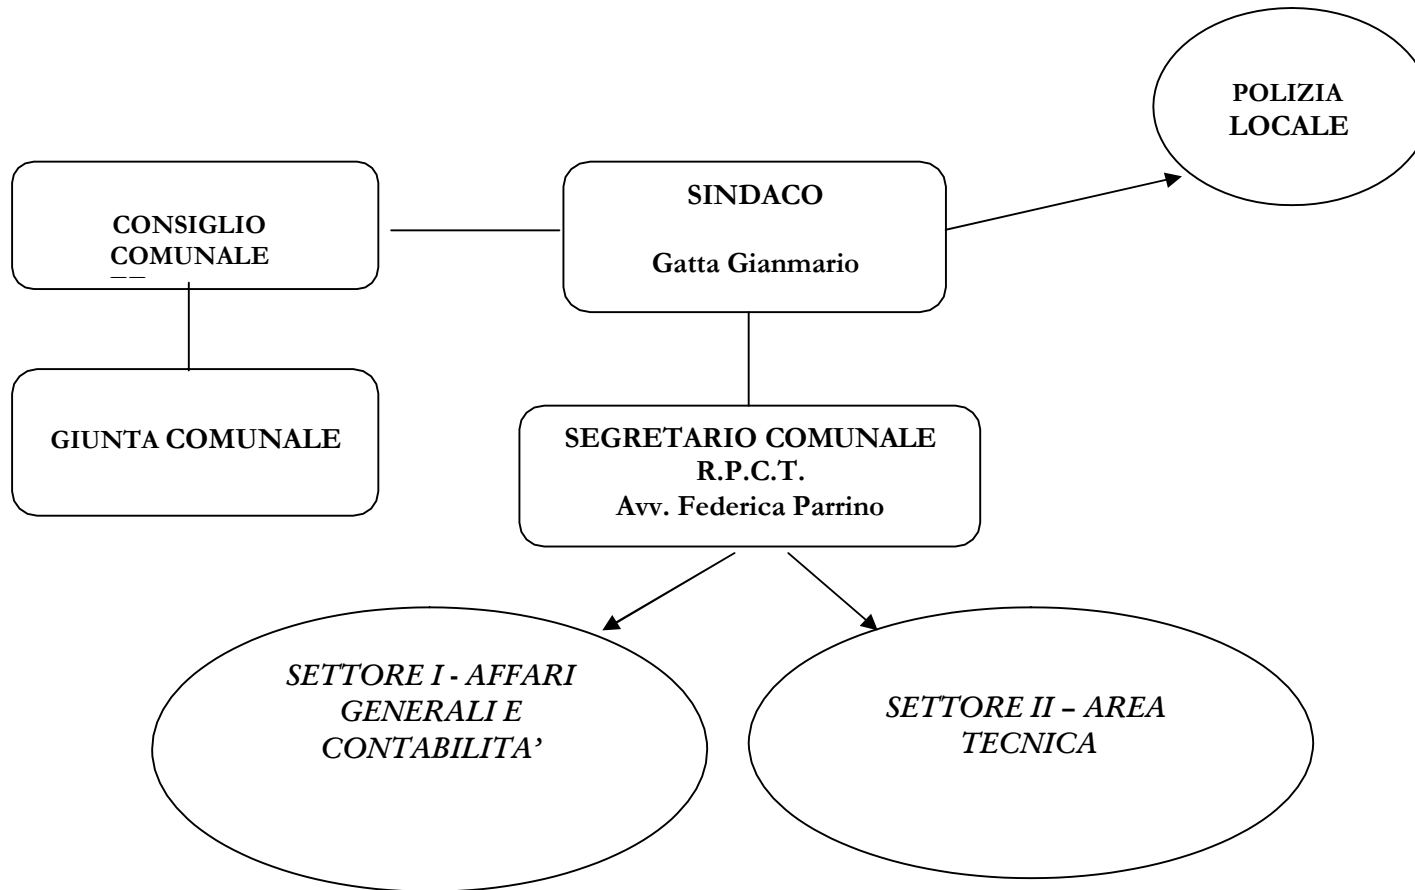 POLIZIA
LOCALE
CONSIGLIO
COMUNALE
SINDACO
Gatta Gianmario
GIUNTA COMUNALE
SEGRETARIO COMUNALE
R.P.C.T.
Avv. Federica Parrino
SETTORE I - AFFARI
GENERALI E
CONTABILITA’
SETTORE II – AREA
TECNICA